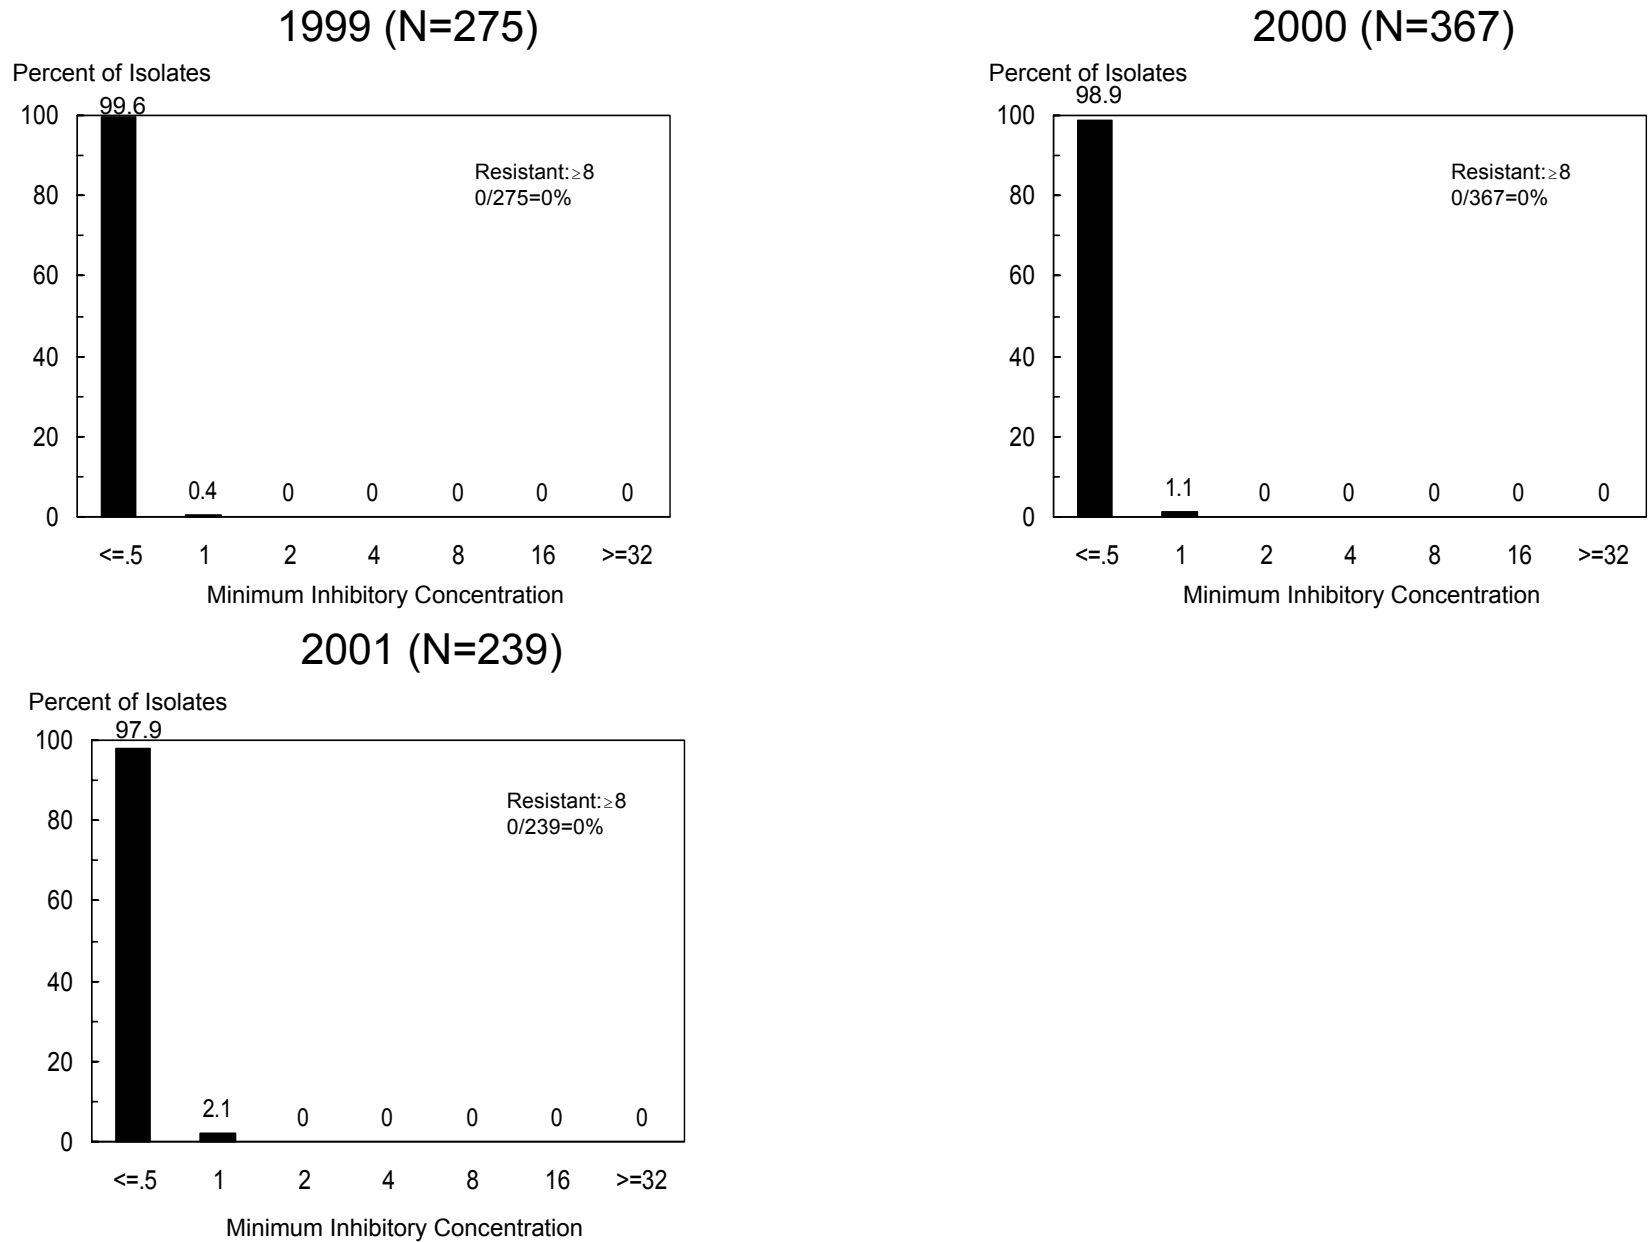 1999 (N=275)
Percent of Isolates
99.6
100
80
60
40
20
0
Resistant:≥8
0/275=0%
0.4 0 0 0 0 0
<=.5 1 2 4 8 16 >=32
Minimum Inhibitory Concentration
2000 (N=367)
Percent of Isolates
98.9
100
80
60
40
20
0
Resistant:≥8
0/367=0%
1.1 0 0 0 0 0
<=.5 1 2 4 8 16 >=32
Minimum Inhibitory Concentration
2001 (N=239)
Percent of Isolates
97.9
100
80
60
40
20
0
Resistant:≥8
0/239=0%
2.1 0 0 0 0 0
<=.5 1 2 4 8 16 >=32
Minimum Inhibitory Concentration